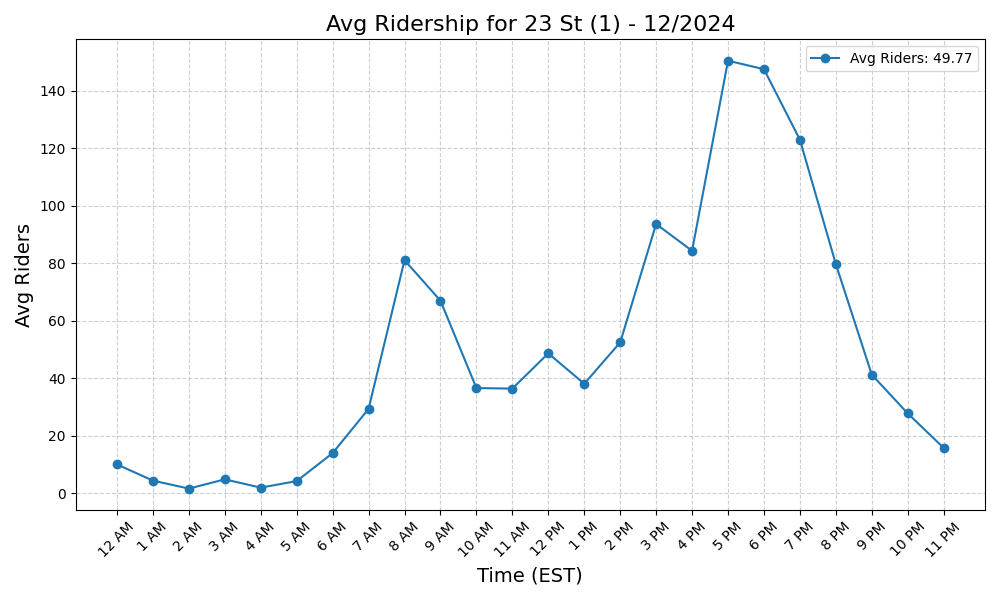 Avg Ridership for 23 St (1) - 12/2024
Avg Riders: 49.77
Avg Riders
140
120
100
80
60
40
20
0
12 AM
1 AM
2 AM
3 AM
4 AM
5 AM
6 AM
7 AM
8 AM
9 AM
10 AM
11 AM
12 PM
1 PM
2 PM
3 PM
4 PM
5 PM
6 PM
7 PM
8 PM
9 PM
10 PM
11 PM
Time (EST)